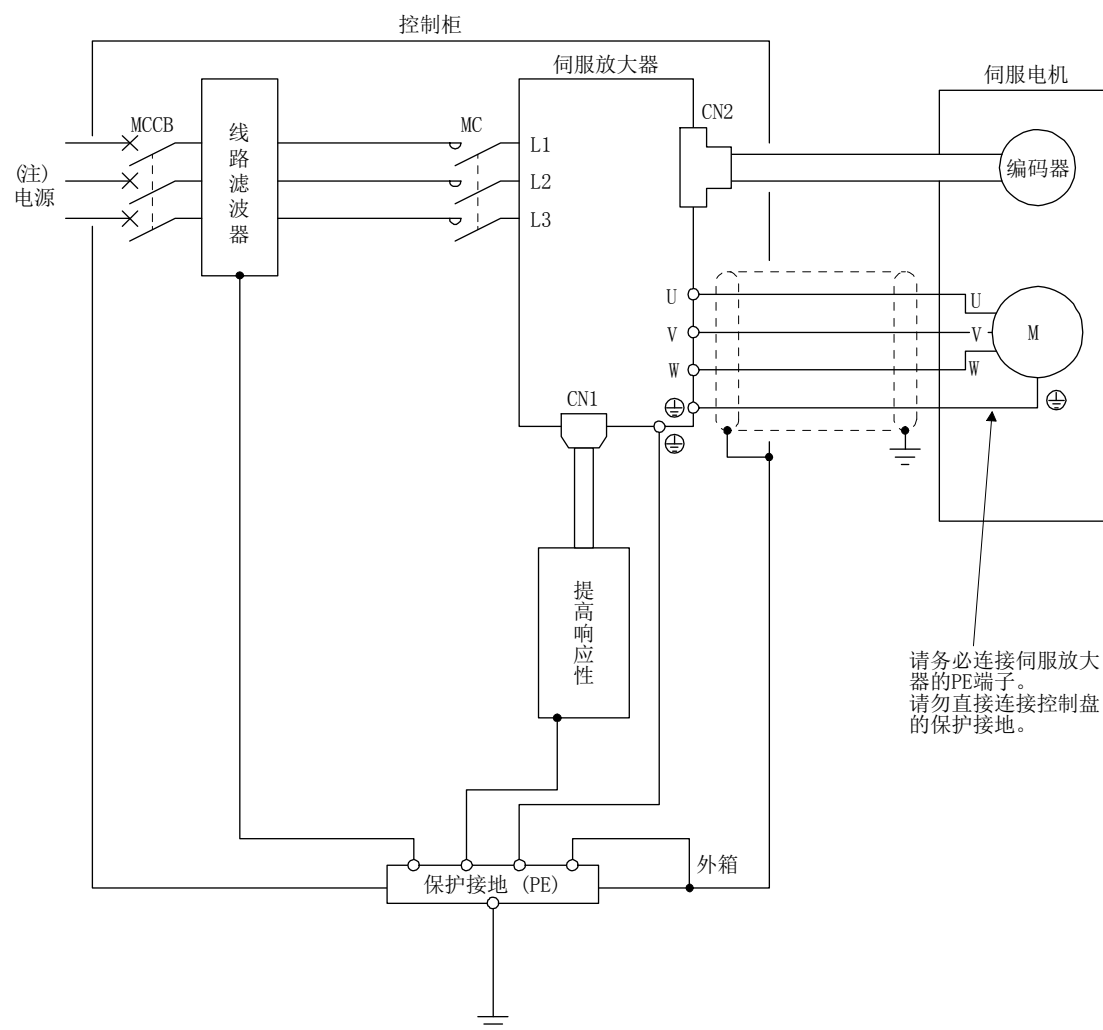 控制柜
伺服放大器
伺服电机
MCCB
线路滤波器
MC
CN2
L1
L2
L3
(注)
电源
编码器
U
V
W
U
V
W
M
CN1
提高响应性
请务必连接伺服放大
器的PE端子。
请勿直接连接控制盘
的保护接地。
外箱
保护接地 (PE)